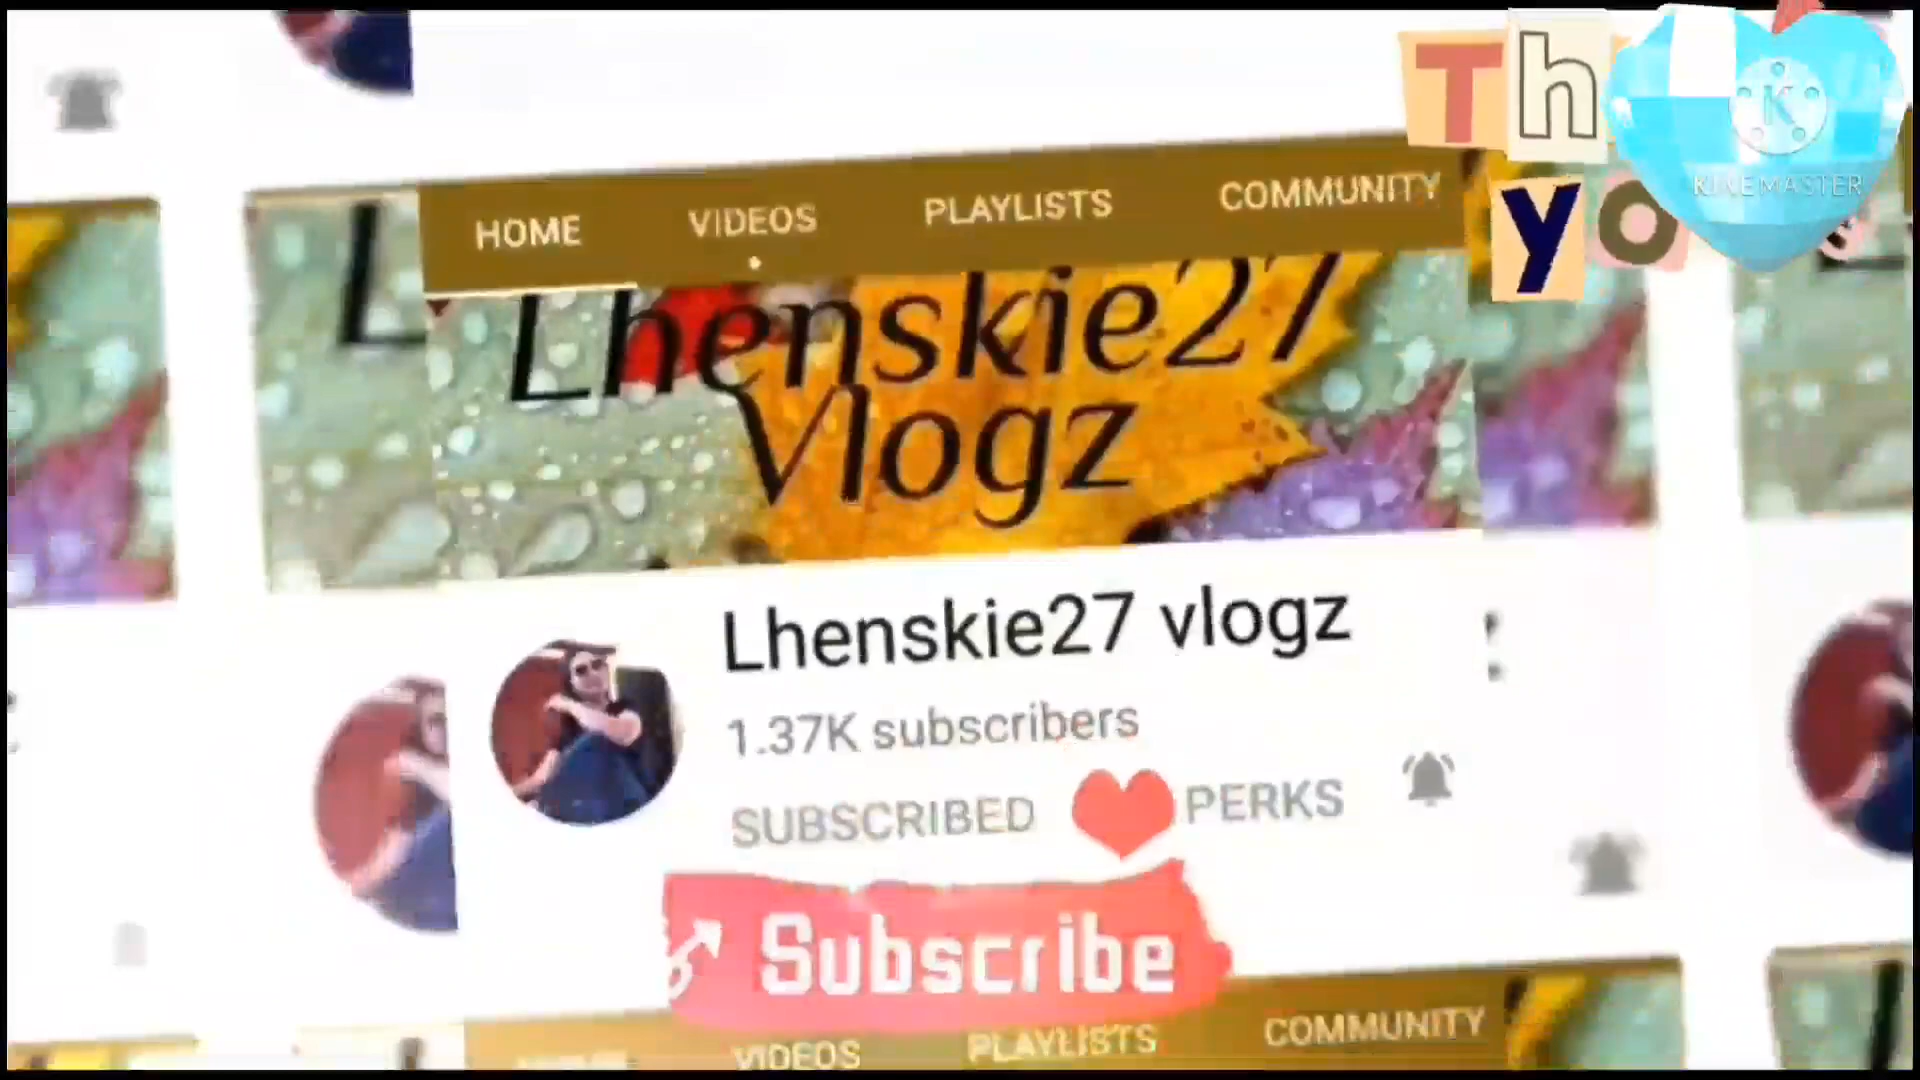 Th
yo
KINEMASTER
HOME VIDEOS PLAYLISTS COMMUNITY
Lhenskie27
Vlogz
Lhenskie27 vlogz
1.37K subscribers
SUBSCRIBED PERKS
Subscribe
VIDEOS PLAYLISTS COMMUNITY